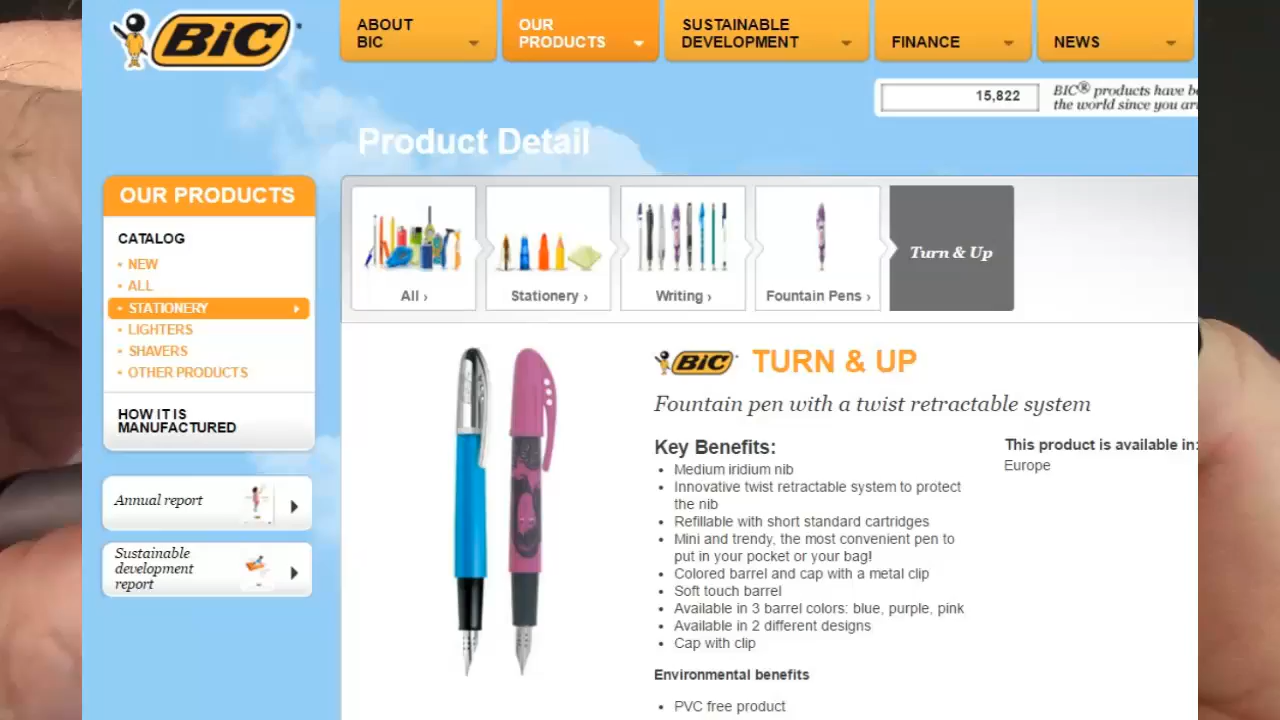 BiC
ABOUT
BIC
OUR
PRODUCTS
SUSTAINABLE
DEVELOPMENT
FINANCE
NEWS
15,822
BIC® products have
the world since you
Product Detail
OUR PRODUCTS
CATALOG
• NEW
• ALL
• STATIONERY
• LIGHTERS
• SHAVERS
• OTHER PRODUCTS
HOW IT IS
MANUFACTURED
Annual report
Sustainable
development
report
All ›
Stationery ›
Writing ›
Fountain Pens ›
Turn & Up
BiC TURN & UP
Fountain pen with a twist retractable system
Key Benefits:
• Medium iridium nib
• Innovative twist retractable system to protect
the nib
• Refillable with short standard cartridges
• Mini and trendy, the most convenient pen to
put in your pocket or your bag!
• Colored barrel and cap with a metal clip
• Soft touch barrel
• Available in 3 barrel colors: blue, purple, pink
• Available in 2 different designs
• Cap with clip
Environmental benefits
• PVC free product
This product is available in:
Europe